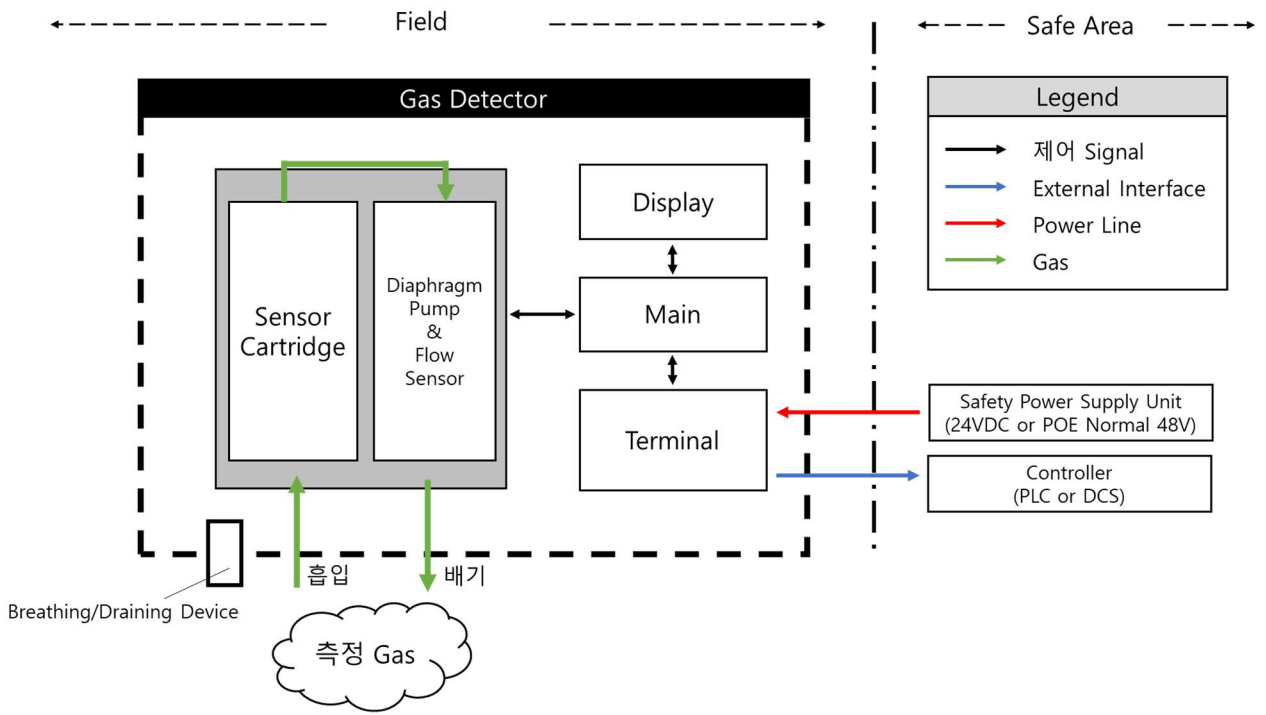 Field
Safe Area
Gas Detector
Legend
제어 Signal
External Interface
Power Line
Gas
Sensor
Cartridge
Diaphragm
Pump
&
Flow
Sensor
Display
Main
Terminal
Safety Power Supply Unit
(24VDC or POE Normal 48V)
Controller
(PLC or DCS)
흡입
배기
Breathing/Draining Device
측정 Gas